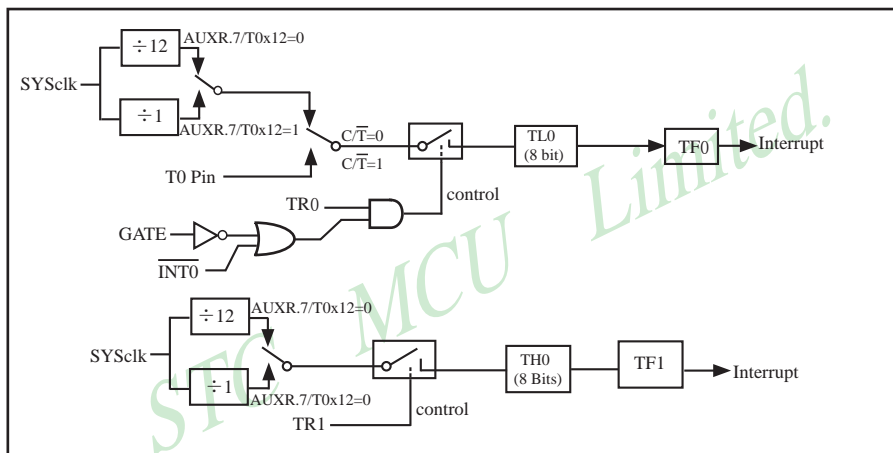 ÷12
AUXR.7/T0x12=0
SYSclk
÷1
AUXR.7/T0x12=1
C/T̅=0
C/T̅=1
T0 Pin
TL0
(8 bit)
TF0
Interrupt
control
TR0
GATE
I̅N̅T̅0̅
÷12
AUXR.7/T0x12=0
SYSclk
÷1
AUXR.7/T0x12=0
TH0
(8 Bits)
TF1
Interrupt
control
TR1
STC MCU Limited.